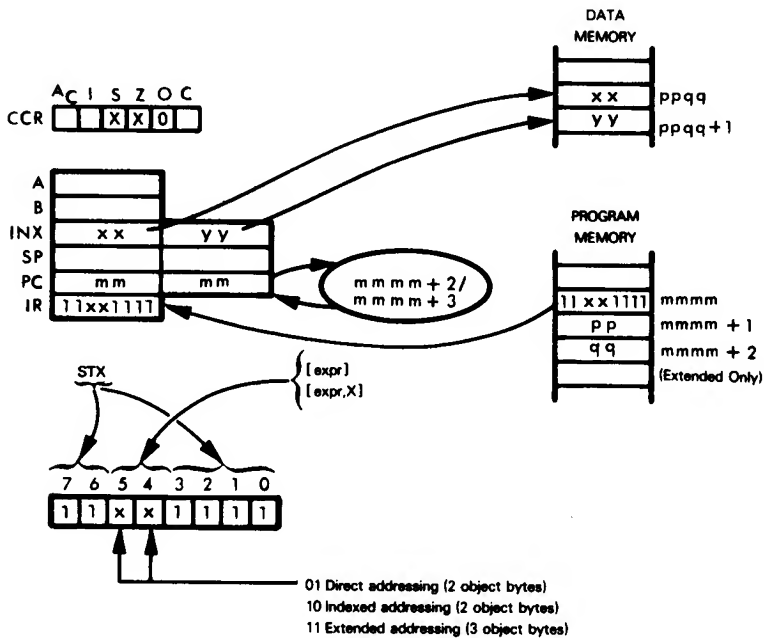 DATA
MEMORY
xx ppqq
yy ppqq+1
AC I S Z O C
CCR X X 0
A
B
INX xx yy
SP
PC mm mm
IR 11xx1111
mmmm+2/
mmmm+3
PROGRAM
MEMORY
11xx1111 mmmm
pp mmmm + 1
qq mmmm + 2
(Extended Only)
STX
[expr]
[expr,X]
7 6 5 4 3 2 1 0
1 1 x x 1 1 1 1
01 Direct addressing (2 object bytes)
10 Indexed addressing (2 object bytes)
11 Extended addressing (3 object bytes)